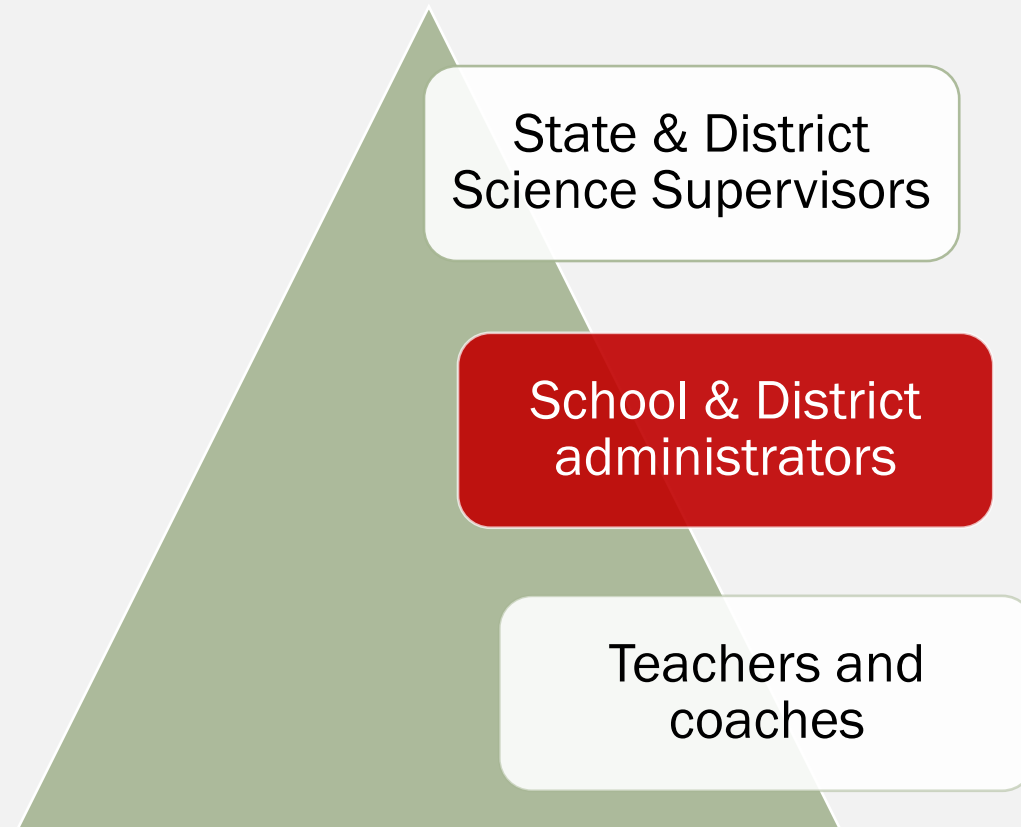 State & District
Science Supervisors
School & District
administrators
Teachers and
coaches